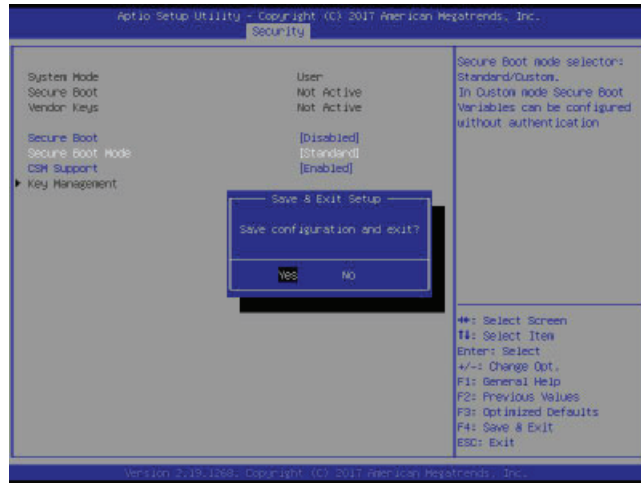 Aptio Setup Utility - Copyright (C) 2017 American Megatrends, Inc.
Security
System Mode User
Secure Boot Not Active
Vendor Keys Not Active
Secure Boot [Disabled]
Secure Boot Mode [Standard]
CSM Support [Enabled]
Key Management
Save & Exit Setup
Save configuration and exit?
Yes No
Secure Boot mode selector:
Standard/Custom.
In Custom mode Secure Boot
Variables can be configured
without authentication
: Select Screen
: Select Item
Enter: Select
+/-: Change Opt.
F1: General Help
F2: Previous Values
F3: Optimized Defaults
F4: Save & Exit
ESC: Exit
Version 2.19.1268. Copyright (C) 2017 American Megatrends, Inc.